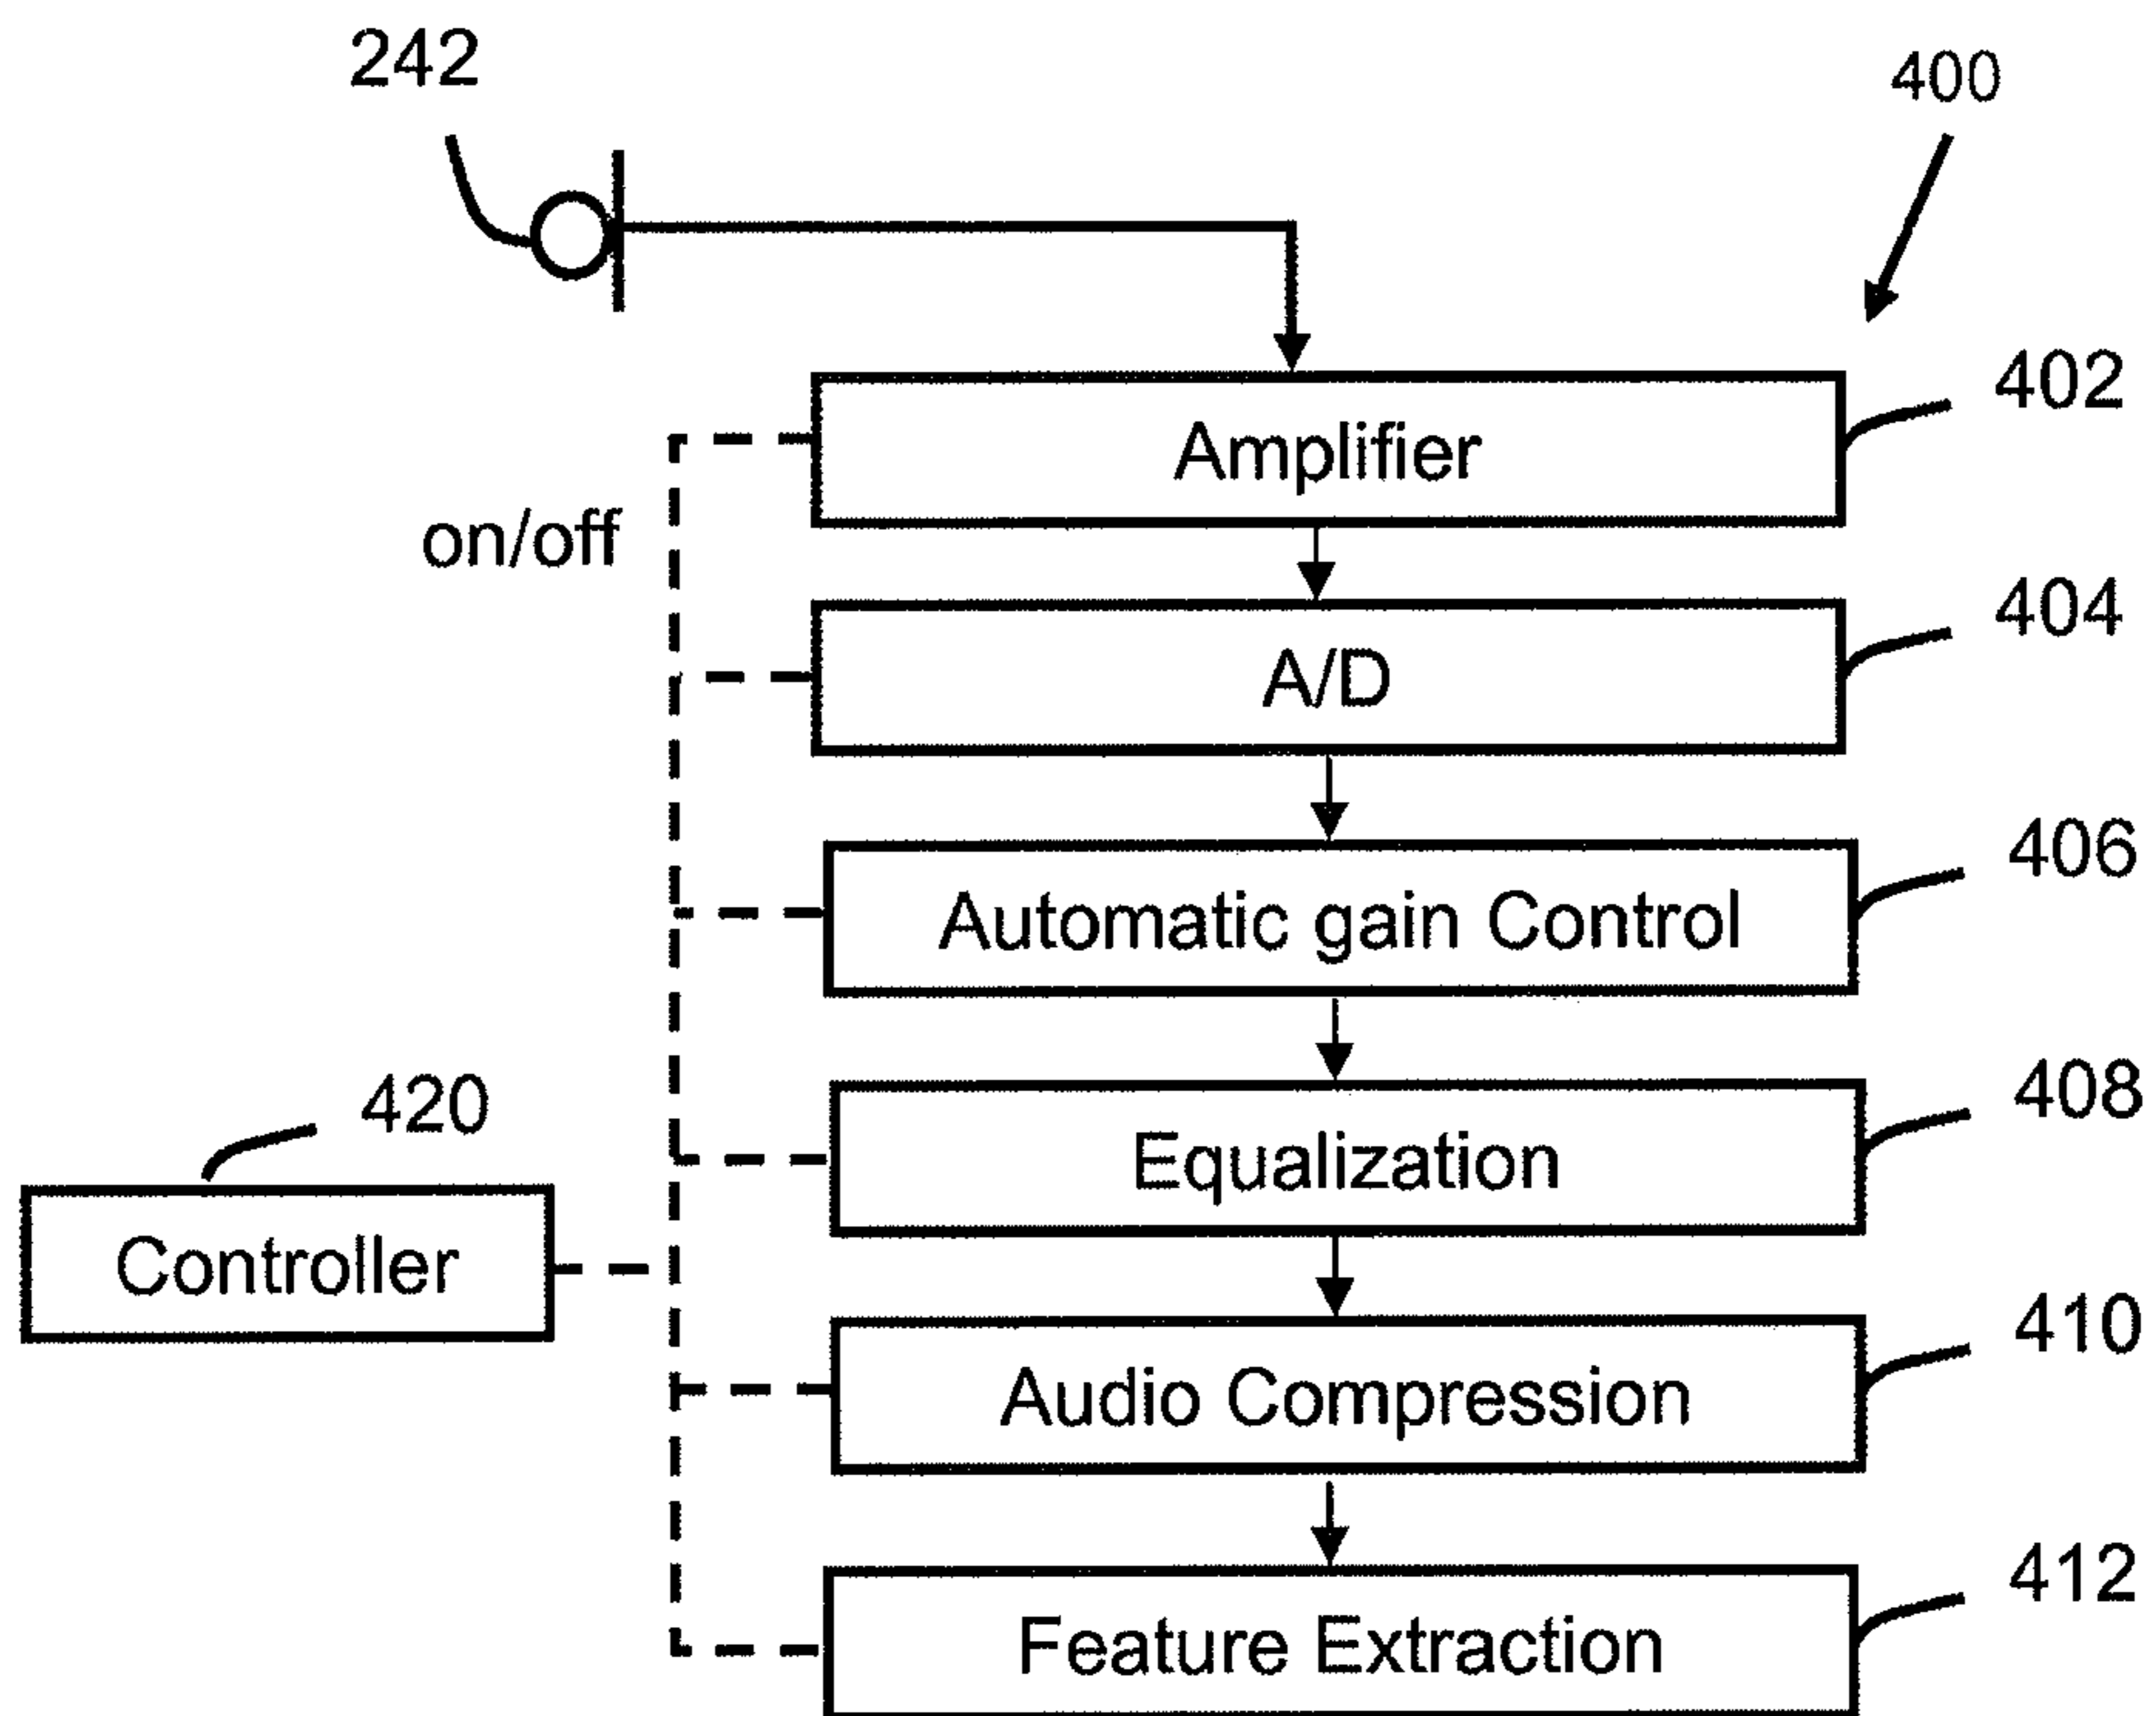 242
400
402
Amplifier
on/off
404
A/D
406
Automatic gain Control
408
Equalization
420
Controller
410
Audio Compression
412
Feature Extraction